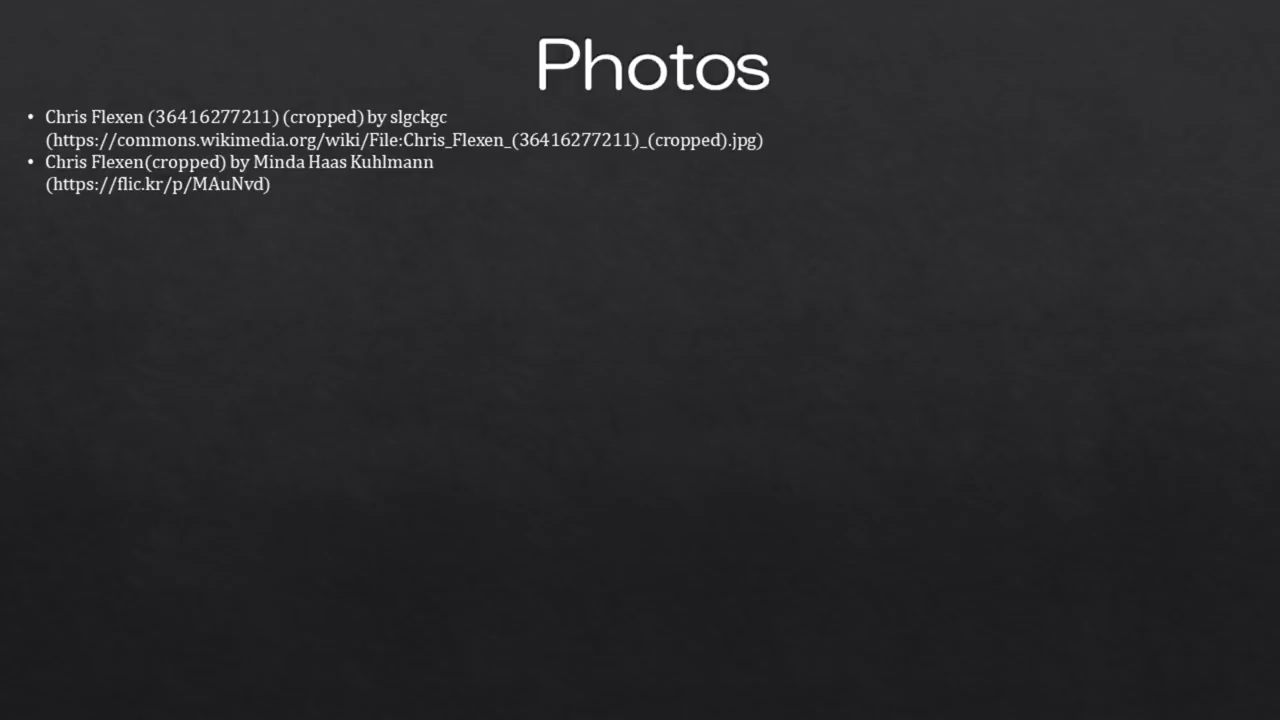 Photos
• Chris Flexen (36416277211) (cropped) by slgckgc
(https://commons.wikimedia.org/wiki/File:Chris_Flexen_(36416277211)_(cropped).jpg)
• Chris Flexen(cropped) by Minda Haas Kuhlmann
(https://flic.kr/p/MAuNvd)